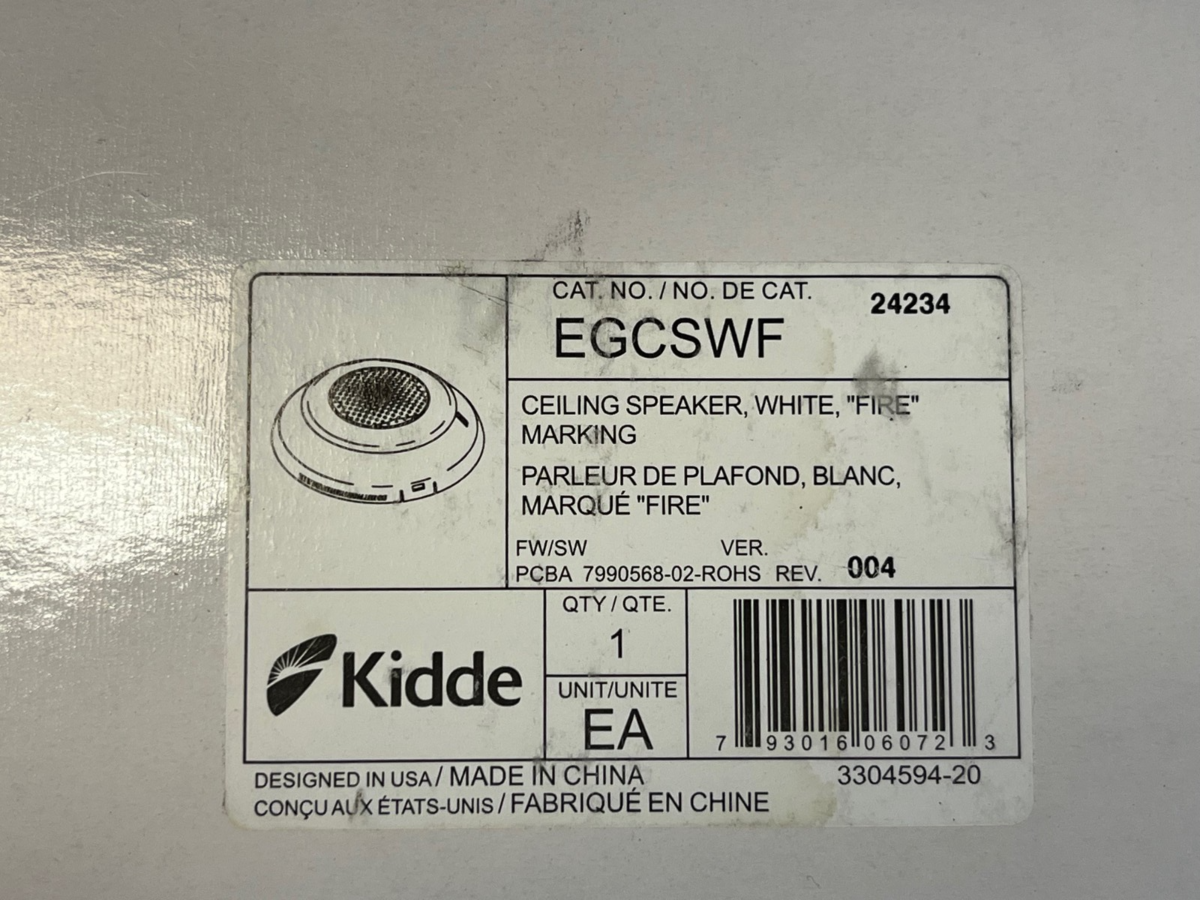 CAT. NO. / NO. DE CAT. 24234
EGCSWF
CEILING SPEAKER, WHITE, "FIRE"
MARKING
PARLEUR DE PLAFOND, BLANC,
MARQUÉ "FIRE"
FW/SW VER.
PCBA 7990568-02-ROHS REV. 004
Kidde
QTY / QTE.
1
UNIT/UNITE
EA
7 93016 06072 3
DESIGNED IN USA / MADE IN CHINA
CONÇU AUX ÉTATS-UNIS / FABRIQUÉ EN CHINE
3304594-20